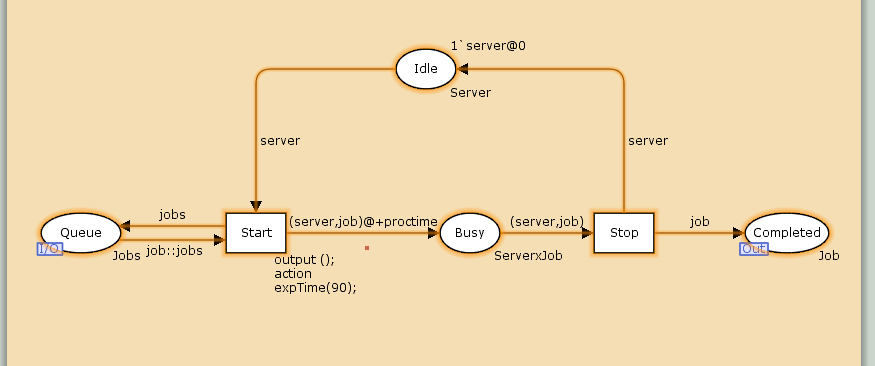 1`server@0
Idle
Server
server
server
jobs
(server,job)@+proctime
(server,job)
job
Queue
Start
Busy
Stop
Completed
I/O
Jobs
job::jobs
output ();
action
expTime(90);
ServerxJob
Out
Job